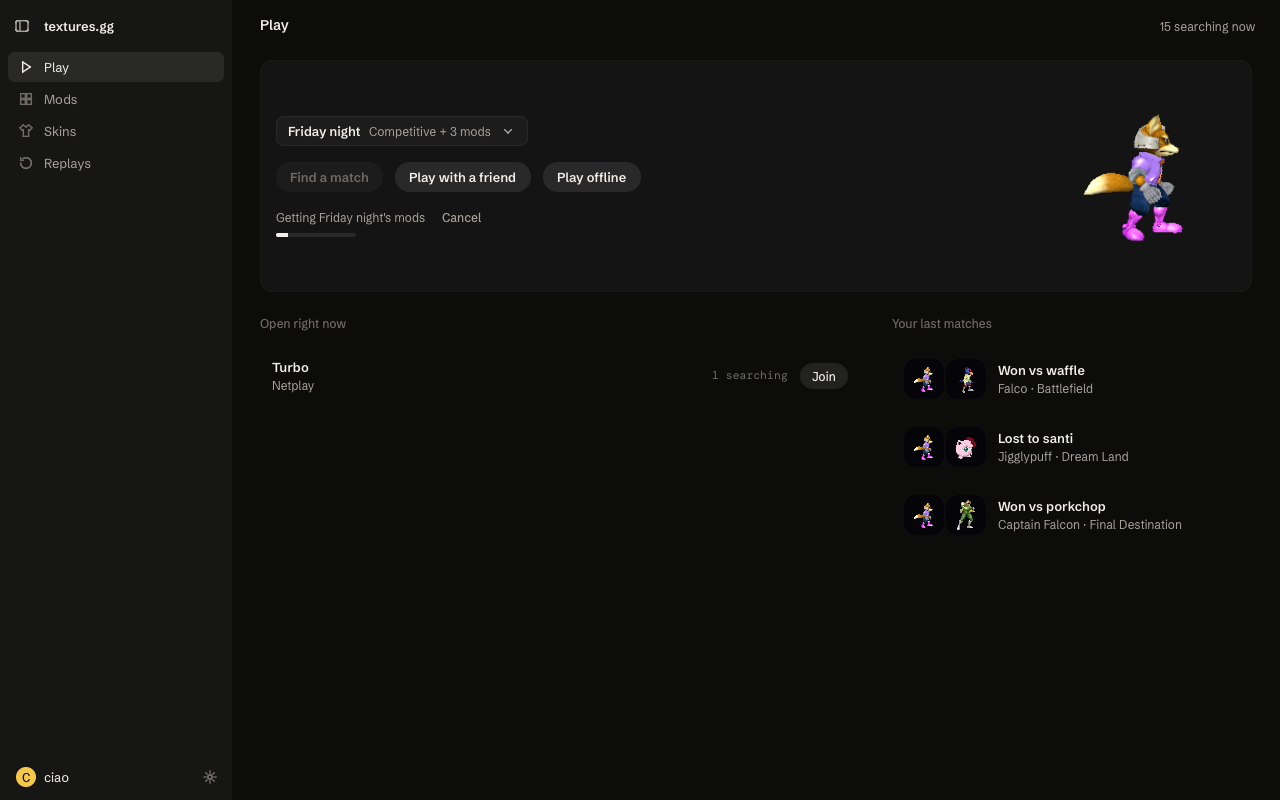 textures.gg
Play
Mods
Skins
Replays
C ciao
Play
15 searching now
Friday night Competitive + 3 mods
Find a match Play with a friend Play offline
Getting Friday night's mods Cancel
Open right now
Turbo
Netplay
1 searching Join
Your last matches
Won vs waffle
Falco · Battlefield
Lost to santi
Jigglypuff · Dream Land
Won vs porkchop
Captain Falcon · Final Destination